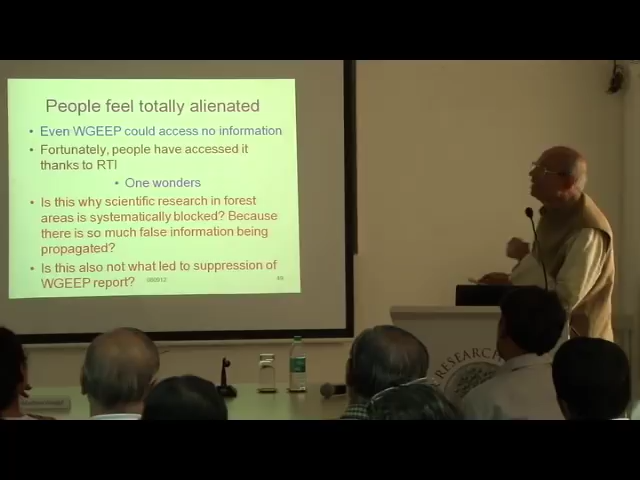 People feel totally alienated
• Even WGEEP could access no information
• Fortunately, people have accessed it
thanks to RTI
• One wonders
• Is this why scientific research in forest
areas is systematically blocked? Because
there is so much false information being
propagated?
• Is this also not what led to suppression of
WGEEP report?
RESEARCH